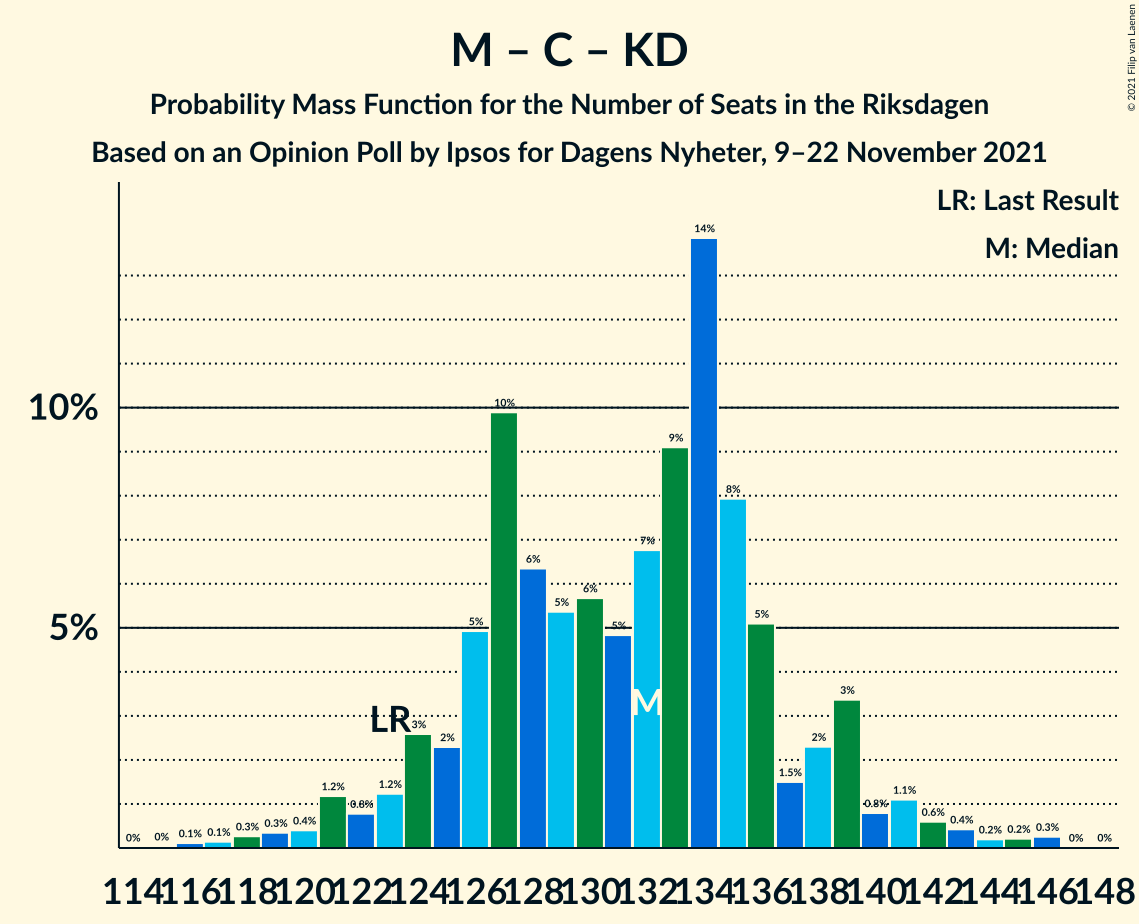 © 2021 Filip van Laenen
M – C – KD
Probability Mass Function for the Number of Seats in the Riksdagen
Based on an Opinion Poll by Ipsos for Dagens Nyheter, 9–22 November 2021
LR: Last Result
M: Median
10%
5%
0% 0% 0.1% 0.1% 0.3% 0.3% 0.4% 1.2% 0.8% 1.2% 3% 2% 5% 10% 6% 5% 6% 5% 7% 9% 14% 8% 5% 1.5% 2% 3% 0.8% 1.1% 0.6% 0.4% 0.2% 0.2% 0.3% 0% 0%
LR
M
114 116 118 120 122 124 126 128 130 132 134 136 138 140 142 144 146 148